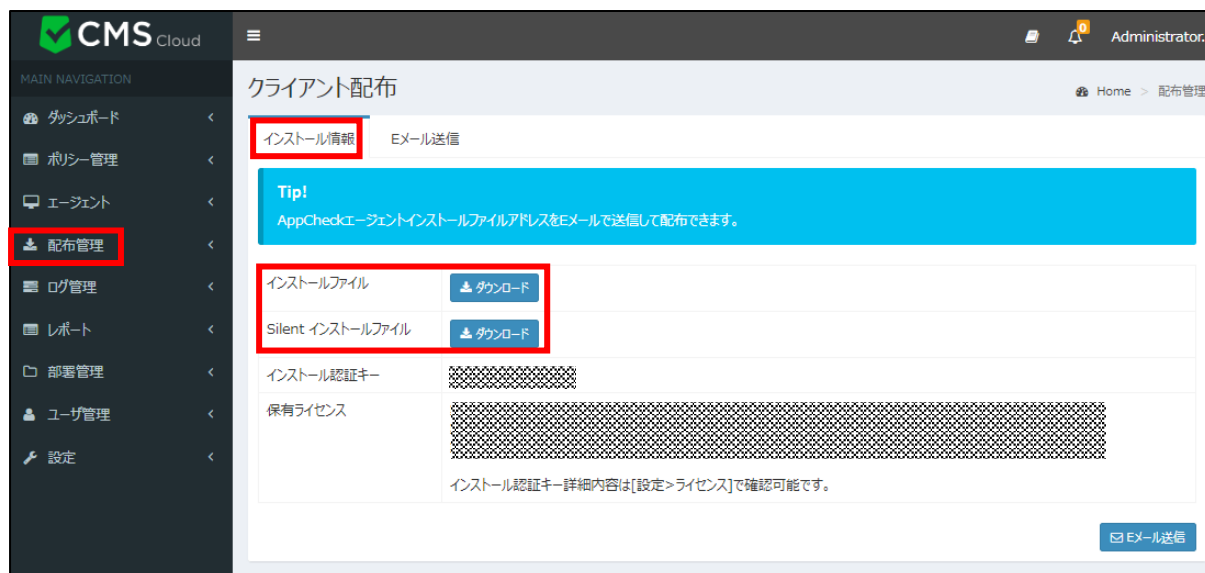 CMS Cloud
Administrator.
0
MAIN NAVIGATION
ダッシュボード
ポリシー管理
エージェント
配布管理
ログ管理
レポート
部署管理
ユーザ管理
設定
クライアント配布
Home > 配布管理
インストール情報 Eメール送信
Tip!
AppCheckエージェントインストールファイルアドレスをEメールで送信して配布できます。
インストールファイル ダウンロード
Silent インストールファイル ダウンロード
インストール認証キー
保有ライセンス
インストール認証キー詳細内容は[設定>ライセンス]で確認可能です。
Eメール送信